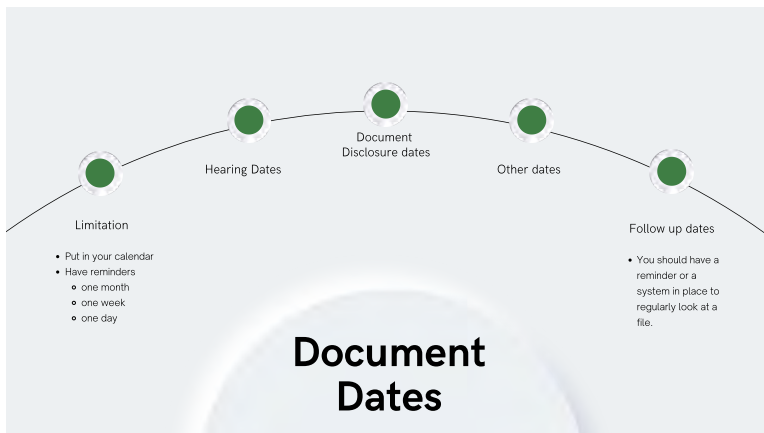 Document
Disclosure dates
Hearing Dates
Other dates
Limitation
• Put in your calendar
• Have reminders
one month
one week
one day
Follow up dates
• You should have a
reminder or a
system in place to
regularly look at a
file.
Document
Dates